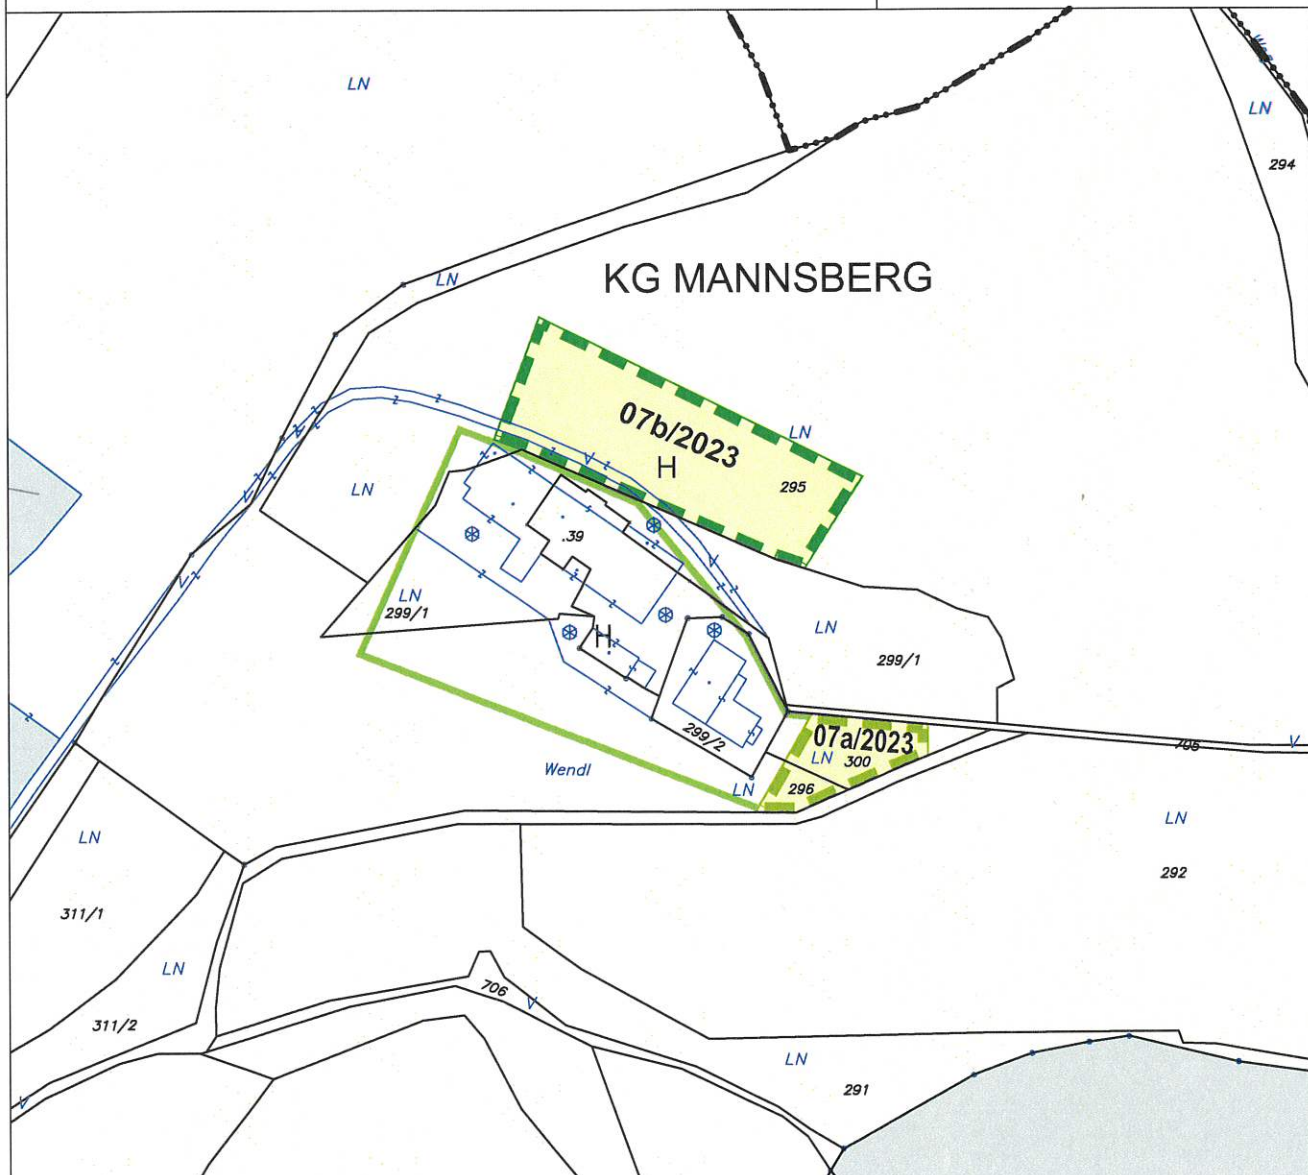 LN
LN
294
LN
KG MANNSBERG
07b/2023
LN
H
295
V
V
LN
V
.39
V
V
LN
299/1
H
LN
299/1
299/2
07a/2023
LN
300
V
Wendl
LN
296
LN
LN
292
311/1
LN
706
V
311/2
LN
291
V